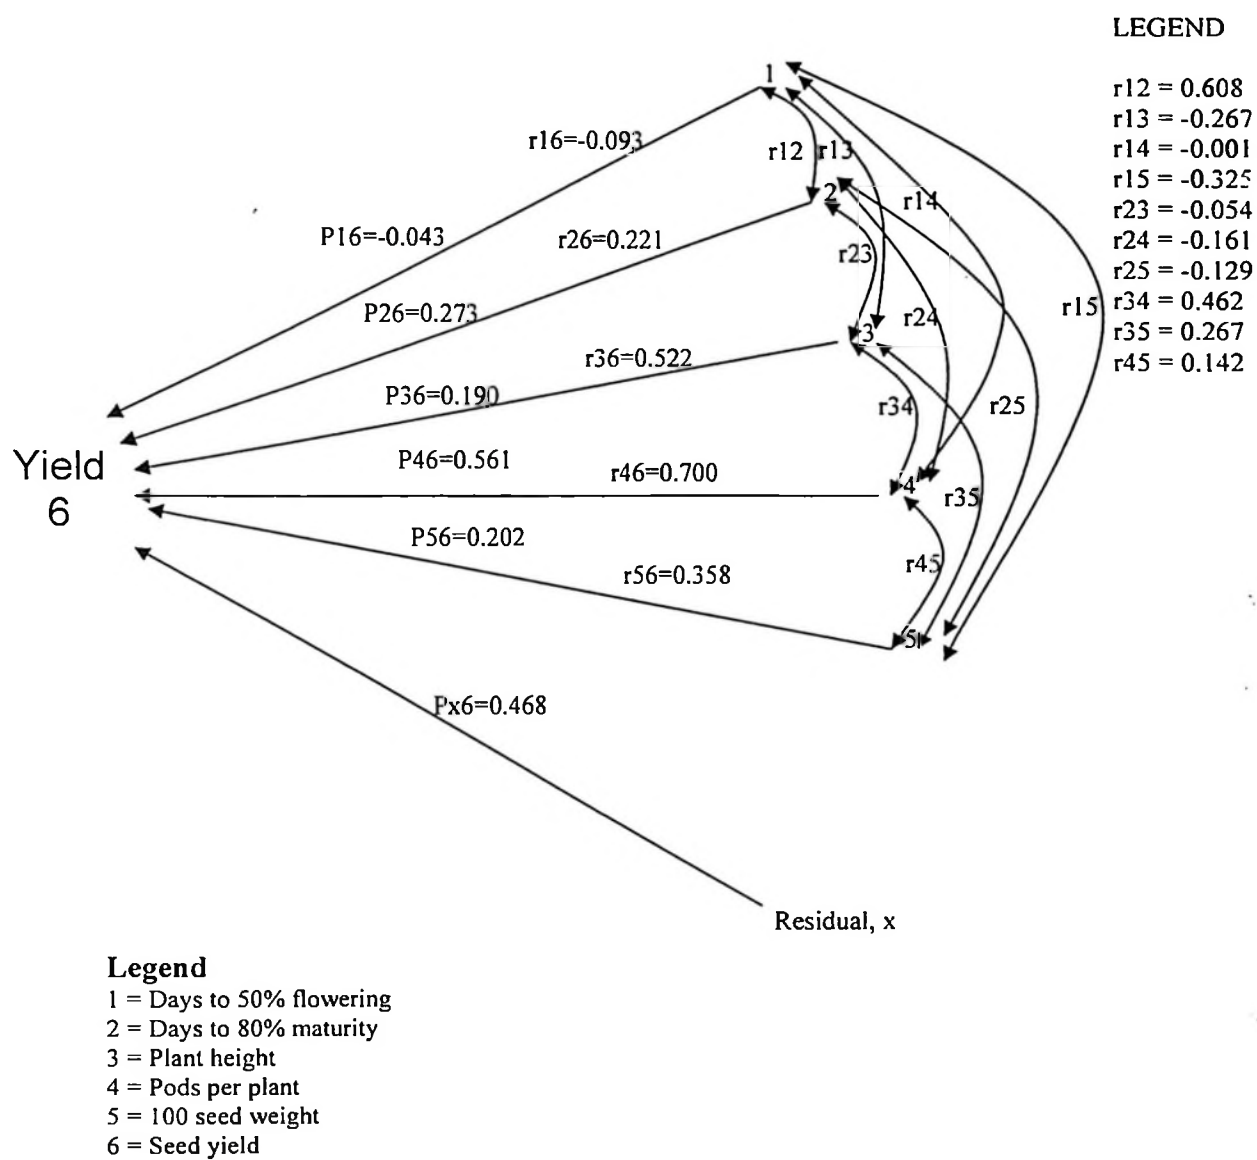 LEGEND
r12 = 0.608
r13 = -0.267
r14 = -0.001
r15 = -0.325
r23 = -0.054
r24 = -0.161
r25 = -0.129
r34 = 0.462
r35 = 0.267
r45 = 0.142
1
r16=-0.093
r12
r13
2
r14
P16=-0.043
r26=0.221
r23
P26=0.273
r24
r15
3
r36=0.522
P36=0.190
r34
r25
Yield
6
P46=0.561
r46=0.700
4
r35
P56=0.202
r56=0.358
r45
5
Px6=0.468
Residual, x
Legend
1 = Days to 50% flowering
2 = Days to 80% maturity
3 = Plant height
4 = Pods per plant
5 = 100 seed weight
6 = Seed yield